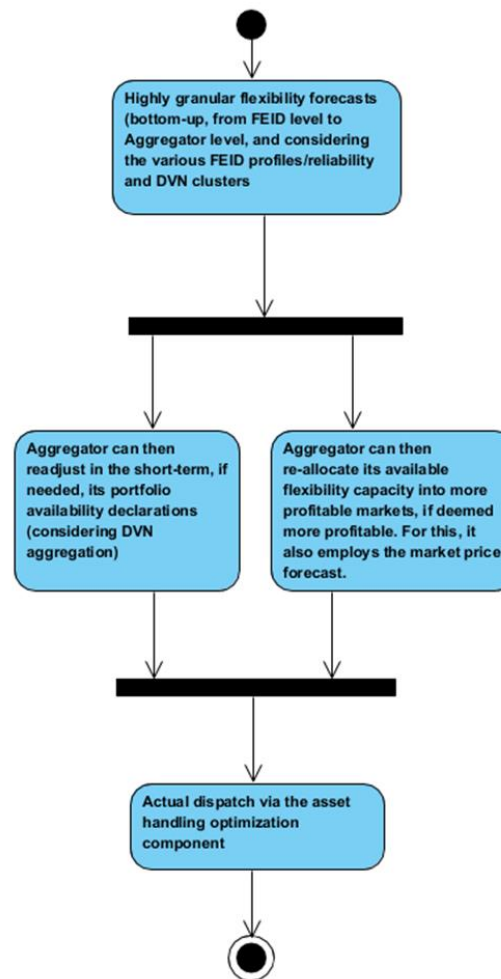 Highly granular flexibility forecasts
(bottom-up, from FEID level to
Aggregator level, and considering
the various FEID profiles/reliability
and DVN clusters
Aggregator can then
readjust in the short-term, if
needed, its portfolio
availability declarations
(considering DVN
aggregation)
Aggregator can then
re-allocate its available
flexibility capacity into more
profitable markets, if deemed
more profitable. For this, it
also employs the market price
forecast.
Actual dispatch via the asset
handling optimization
component